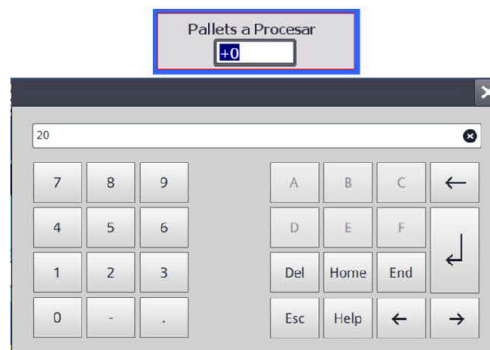 Pallets a Procesar
+0
20
7 8 9 A B C ←
4 5 6 D E F
1 2 3 Del Home End
0 - . Esc Help ← →